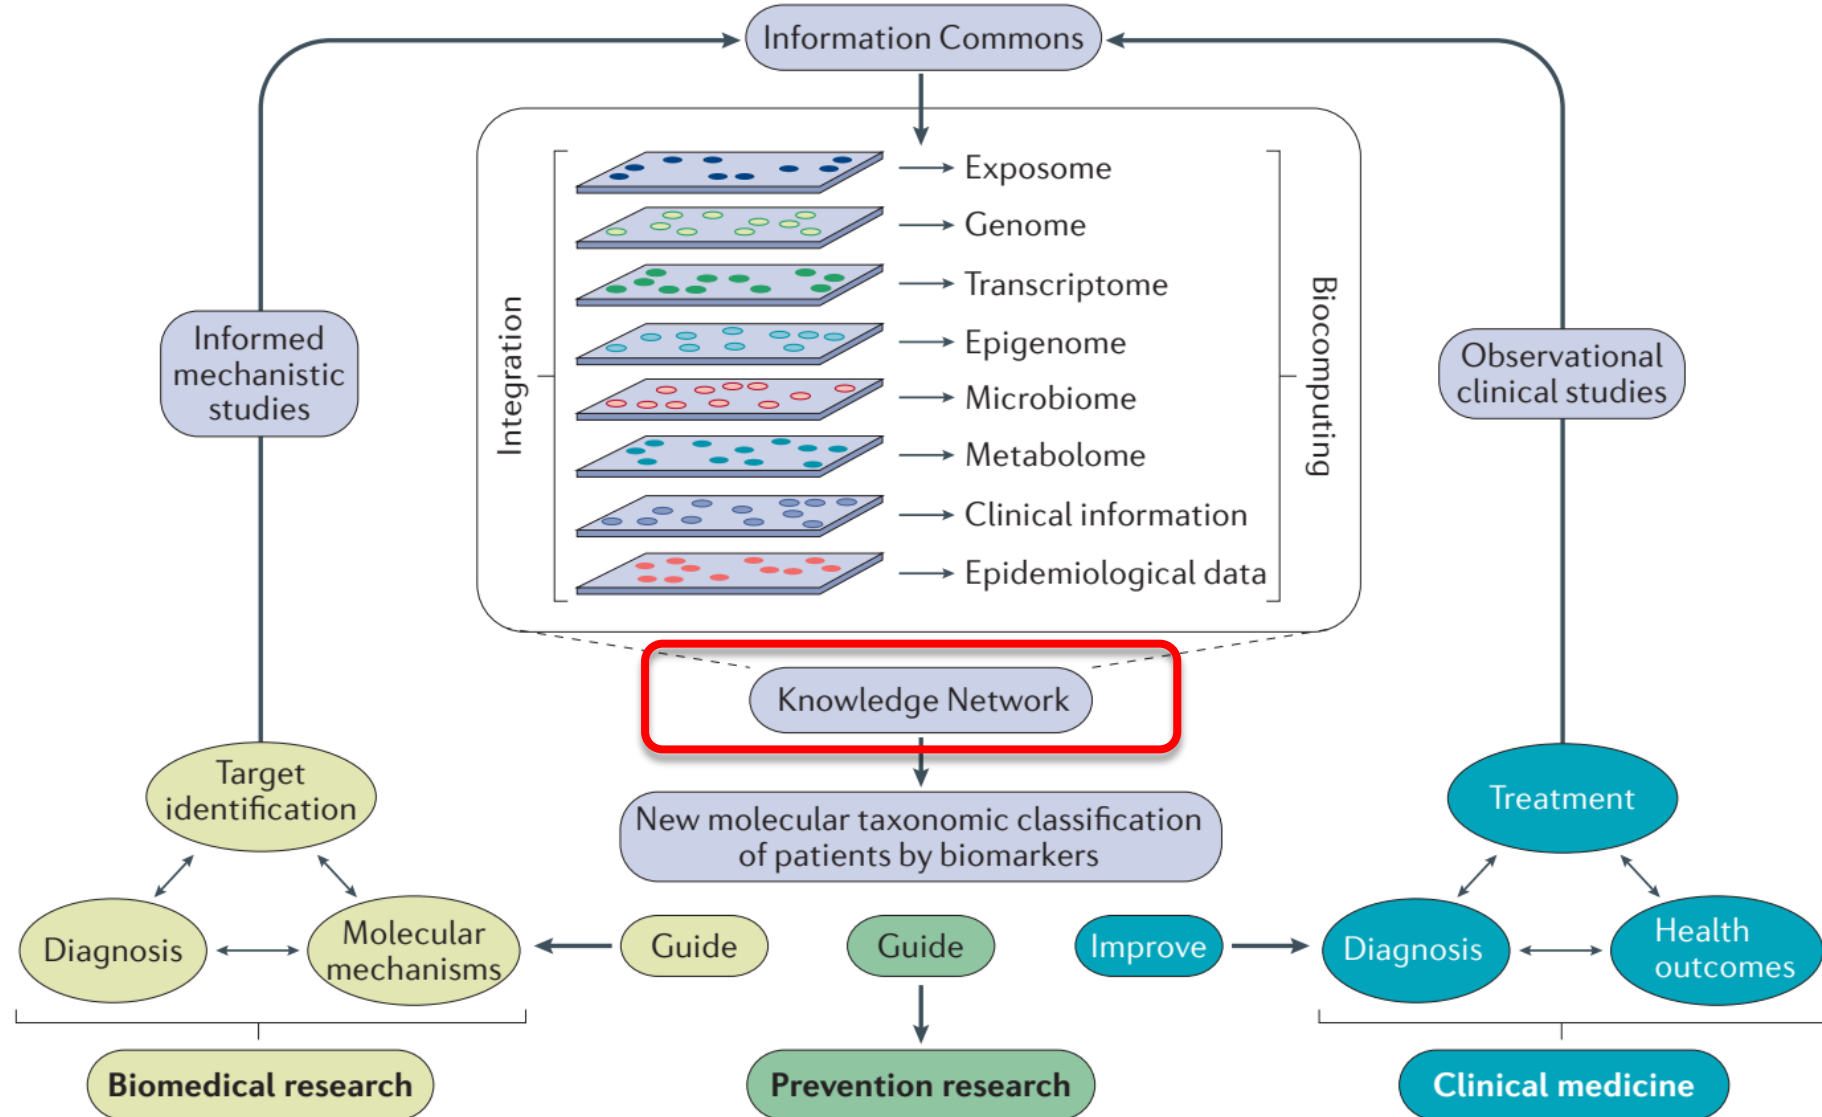 Information Commons
Exposome
Genome
Transcriptome
Epigenome
Microbiome
Metabolome
Clinical information
Epidemiological data
Integration
Biocomputing
Informed
mechanistic
studies
Observational
clinical studies
Knowledge Network
New molecular taxonomic classification
of patients by biomarkers
Target
identification
Diagnosis
Molecular
mechanisms
Guide
Guide
Improve
Treatment
Diagnosis
Health
outcomes
Biomedical research
Prevention research
Clinical medicine